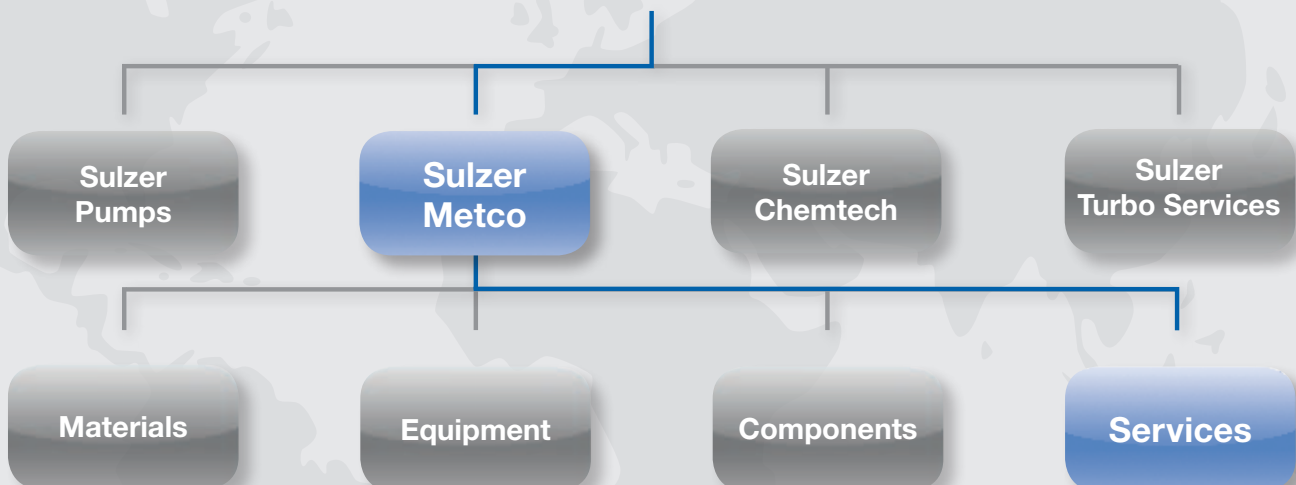 Sulzer
Pumps
Sulzer
Metco
Sulzer
Chemtech
Sulzer
Turbo Services
Materials
Equipment
Components
Services